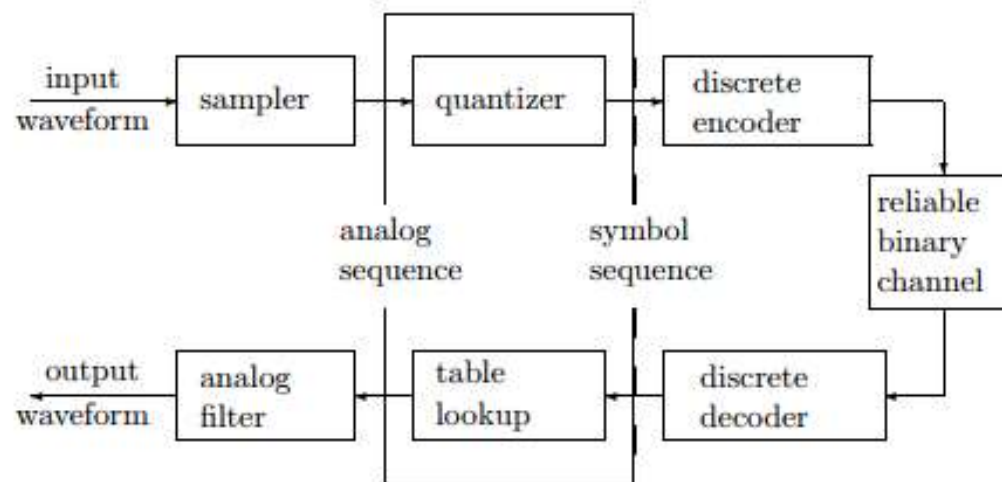 input
waveform
sampler
quantizer
discrete
encoder
reliable
binary
channel
analog
sequence
symbol
sequence
output
waveform
analog
filter
table
lookup
discrete
decoder